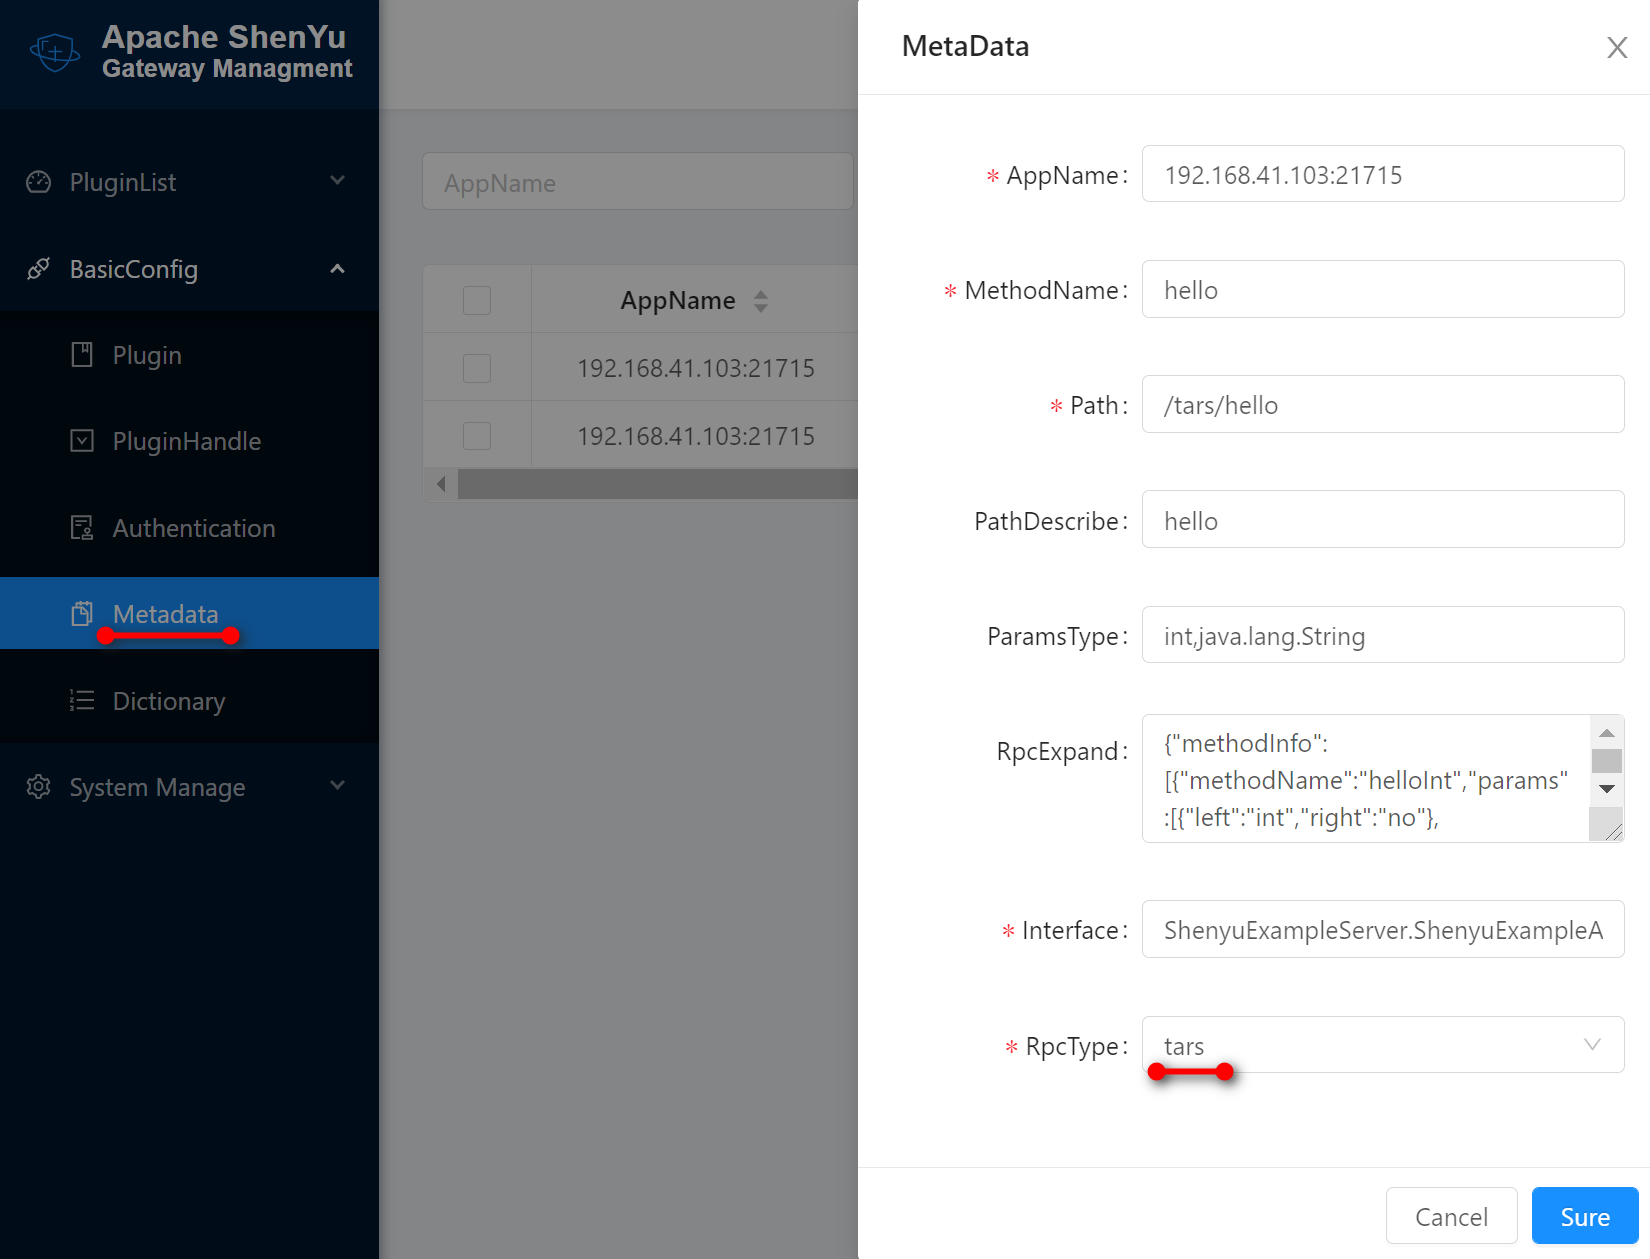 Apache ShenYu
Gateway Managment
PluginList
BasicConfig
Plugin
PluginHandle
Authentication
Metadata
Dictionary
System Manage
AppName
AppName
192.168.41.103:21715
192.168.41.103:21715
MetaData
* AppName: 192.168.41.103:21715
* MethodName: hello
* Path: /tars/hello
PathDescribe: hello
ParamsType: int,java.lang.String
RpcExpand: {"methodInfo":
[{"methodName":"helloInt","params"
:[{"left":"int","right":"no"},
* Interface: ShenyuExampleServer.ShenyuExampleA
* RpcType: tars
Cancel Sure